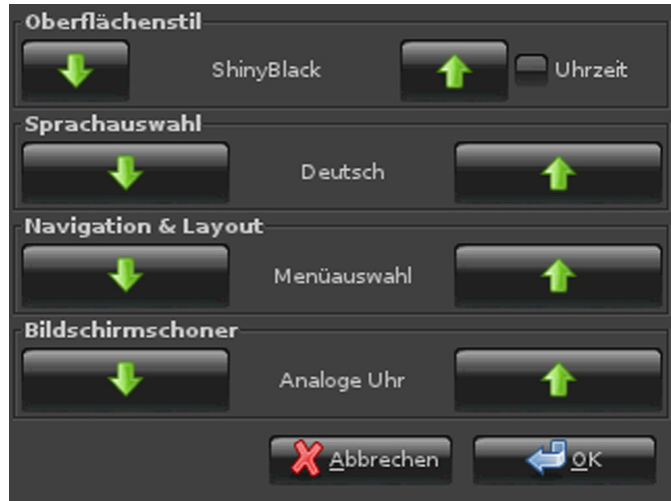 Oberflächenstil
ShinyBlack Uhrzeit
Sprachauswahl
Deutsch
Navigation & Layout
Menüauswahl
Bildschirmschoner
Analoge Uhr
Abbrechen OK